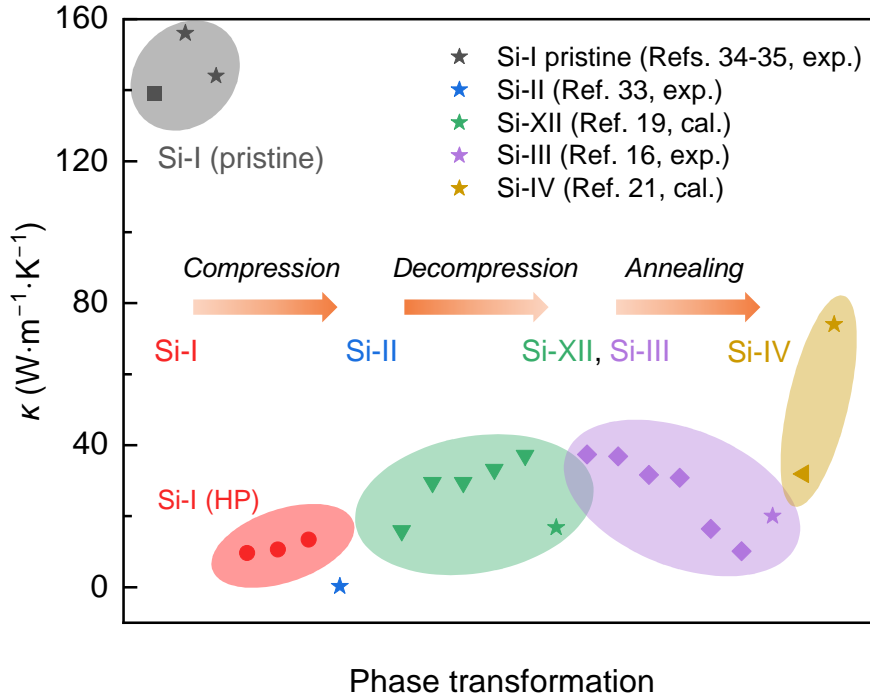 160
120
80
40
0
κ (W·m⁻¹·K⁻¹)
Si-I pristine (Refs. 34-35, exp.)
Si-II (Ref. 33, exp.)
Si-XII (Ref. 19, cal.)
Si-III (Ref. 16, exp.)
Si-IV (Ref. 21, cal.)
Si-I (pristine)
Compression Decompression Annealing
Si-I Si-II Si-XII, Si-III Si-IV
Si-I (HP)
Phase transformation